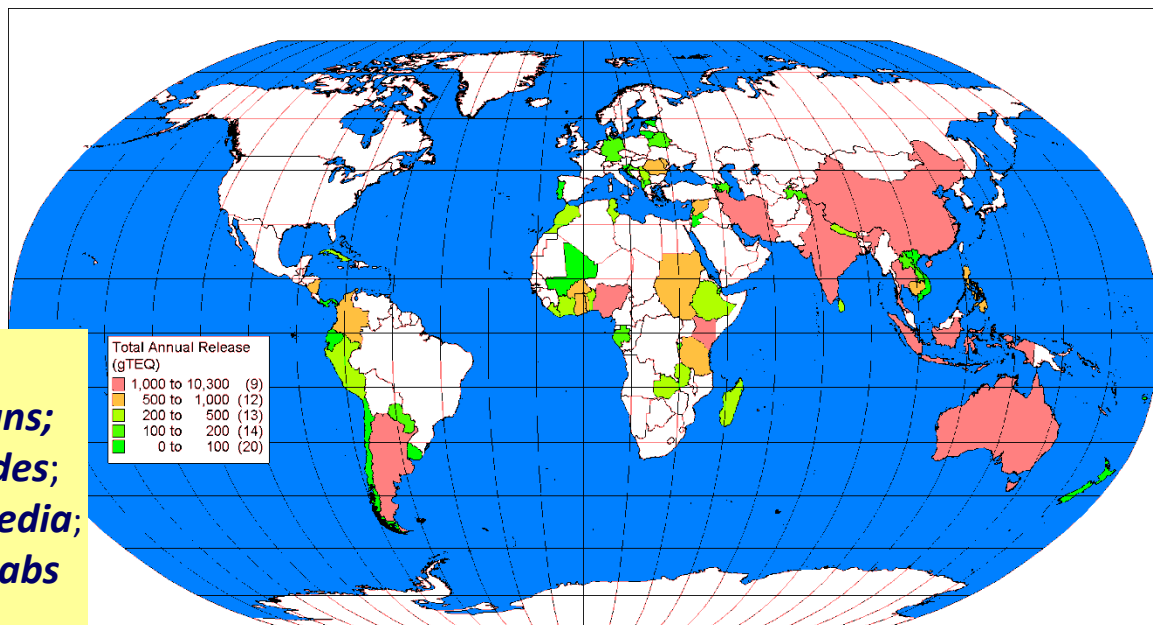 Total Annual Release
(gTEQ)
1,000 to 10,300 (9)
500 to 1,000 (12)
200 to 500 (13)
100 to 200 (14)
0 to 100 (20)
ns;
des;
edia;
abs